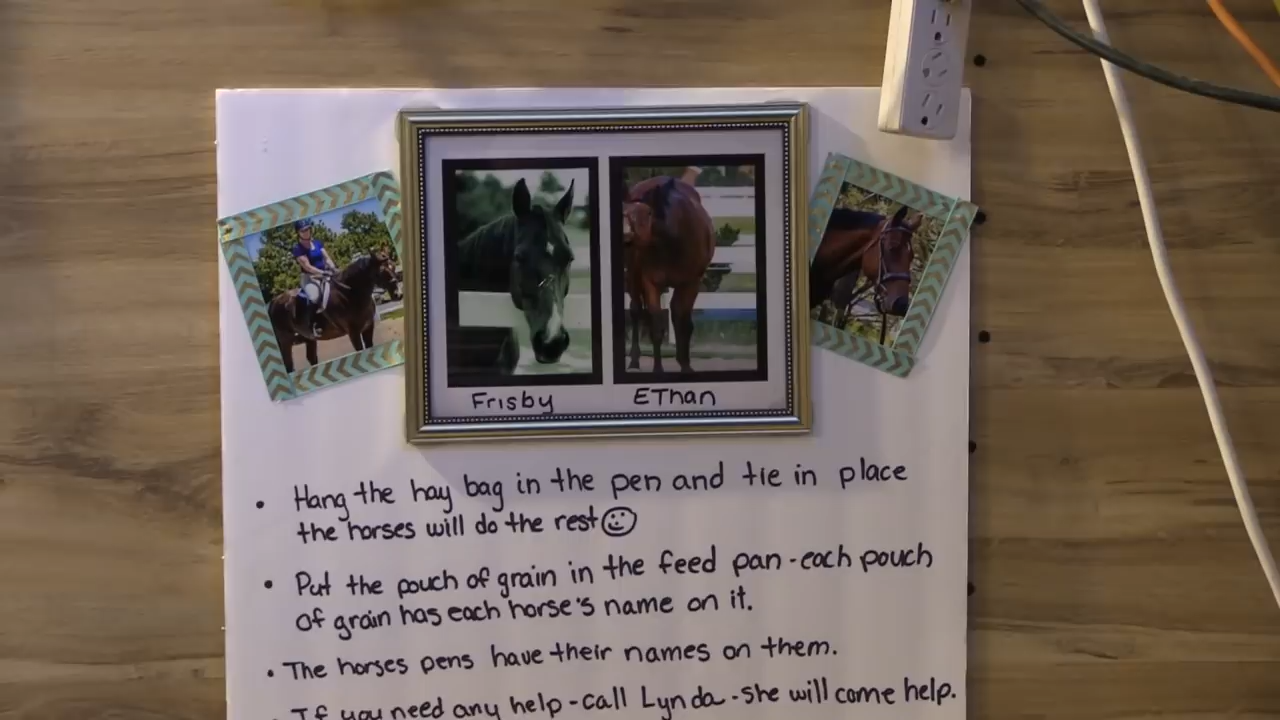 Frisby
EThan
• Hang the hay bag in the pen and tie in place
the horses will do the rest
• Put the pouch of grain in the feed pan - each pouch
of grain has each horse's name on it.
• The horses pens have their names on them.
• If you need any help - call Lynda - she will come help.